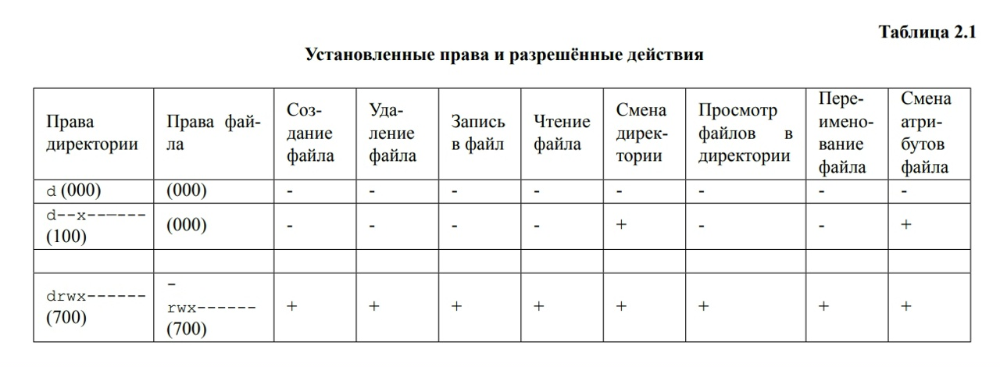 Таблица 2.1
Установленные права и разрешённые действия
Права директории | Права фай-ла | Соз-дание файла | Уда-ление файла | Запись в файл | Чтение файла | Смена дирек-тории | Просмотр файлов в директории | Пере-имено-вание файла | Смена атри-бутов файла
d (000) | (000) | - | - | - | - | - | - | - | -
d--x------ (100) | (000) | - | - | - | - | + | - | - | +
drwx------ (700) | -rwx------ (700) | + | + | + | + | + | + | + | +